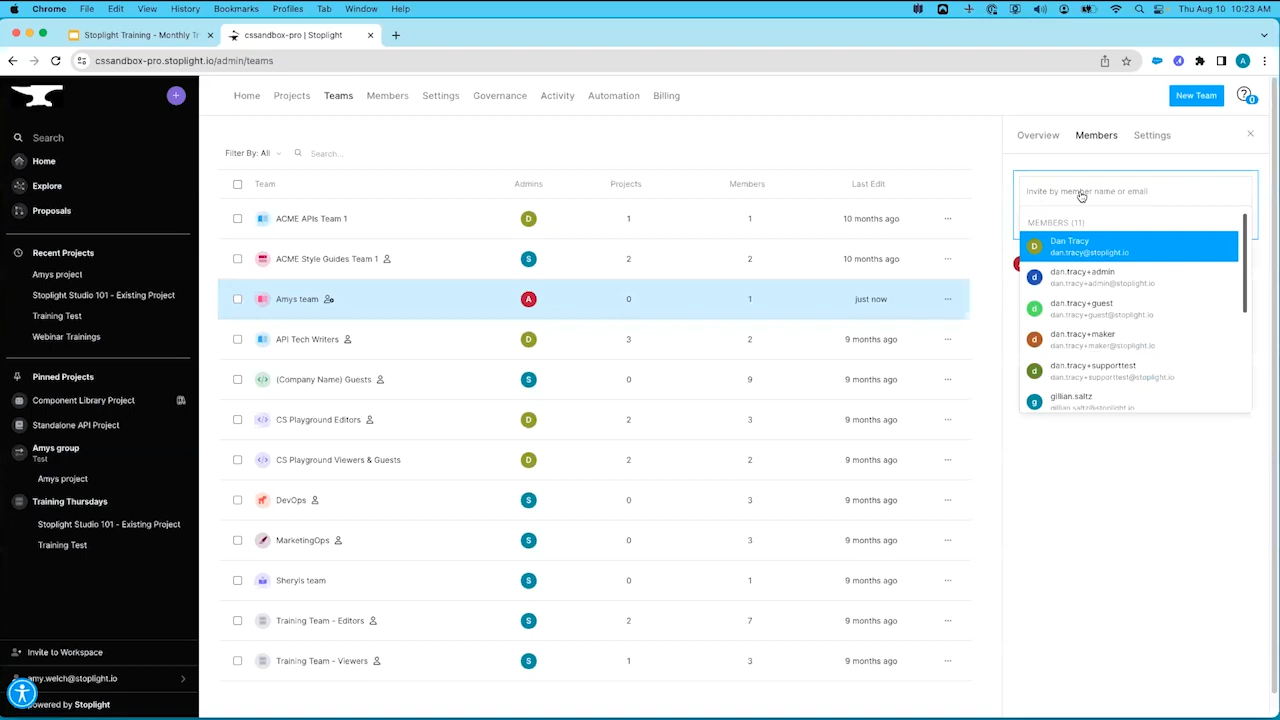 Chrome File Edit View History Bookmarks Profiles Tab Window Help Thu Aug 10 10:23 AM
Stoplight Training - Monthly Tr
cssandbox-pro | Stoplight
cssandbox-pro.stoplight.io/admin/teams
A
Search
Home
Explore
Proposals
Recent Projects
Amys project
Stoplight Studio 101 - Existing Project
Training Test
Webinar Trainings
Pinned Projects
Component Library Project
Standalone API Project
Amys group
Test
Amys project
Training Thursdays
Stoplight Studio 101 - Existing Project
Training Test
Invite to Workspace
amy.welch@stoplight.io
powered by Stoplight
Home Projects Teams Members Settings Governance Activity Automation Billing
New Team
0
Filter By: All
Search...
Team Admins Projects Members Last Edit
ACME APIs Team 1 D 1 1 10 months ago
ACME Style Guides Team 1 S 2 2 10 months ago
Amys team A 0 1 just now
API Tech Writers D 3 2 9 months ago
(Company Name) Guests S 0 9 9 months ago
CS Playground Editors D 2 3 9 months ago
CS Playground Viewers & Guests D 2 2 9 months ago
DevOps S 0 3 9 months ago
MarketingOps S 0 3 9 months ago
Sheryls team S 0 1 9 months ago
Training Team - Editors S 2 7 9 months ago
Training Team - Viewers S 1 3 9 months ago
Overview Members Settings
Invite by member name or email
MEMBERS (11)
D Dan Tracy
dan.tracy@stoplight.io
d dan.tracy+admin
dan.tracy+admin@stoplight.io
d dan.tracy+guest
dan.tracy+guest@stoplight.io
d dan.tracy+maker
dan.tracy+maker@stoplight.io
d dan.tracy+supporttest
dan.tracy+supporttest@stoplight.io
g gillian.saltz
gillian.saltz@stoplight.io